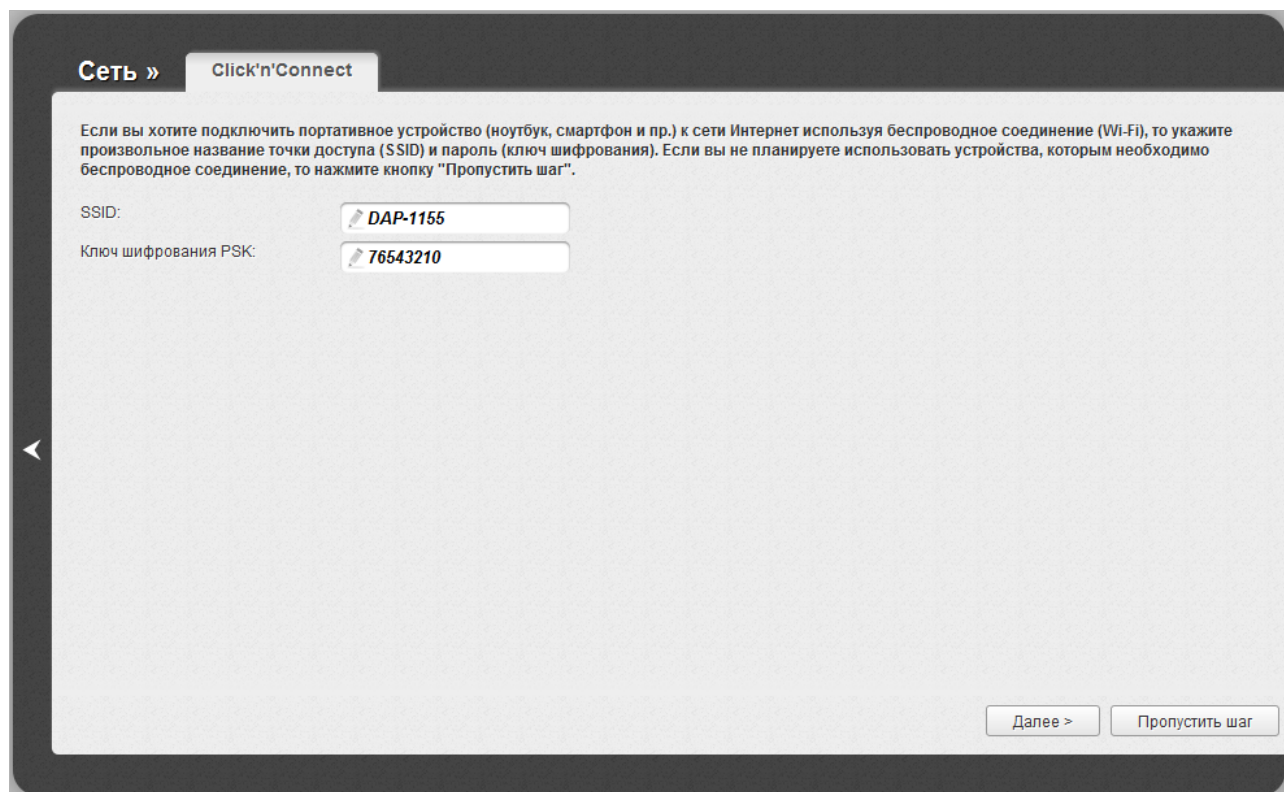 Сеть »
Click'n'Connect
Если вы хотите подключить портативное устройство (ноутбук, смартфон и пр.) к сети Интернет используя беспроводное соединение (Wi-Fi), то укажите
произвольное название точки доступа (SSID) и пароль (ключ шифрования). Если вы не планируете использовать устройства, которым необходимо
беспроводное соединение, то нажмите кнопку "Пропустить шаг".
SSID: DAP-1155
Ключ шифрования PSK: 76543210
Далее > Пропустить шаг